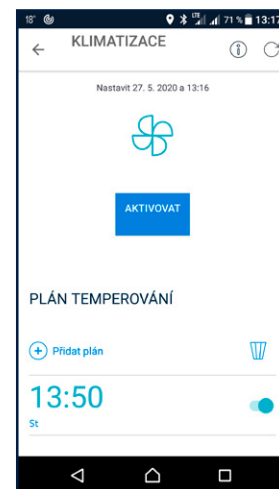 18° 71 % 13:17
KLIMATIZACE
Nastavit 27. 5. 2020 a 13:16
AKTIVOVAT
PLÁN TEMPEROVÁNÍ
Přidat plán
13:50
St